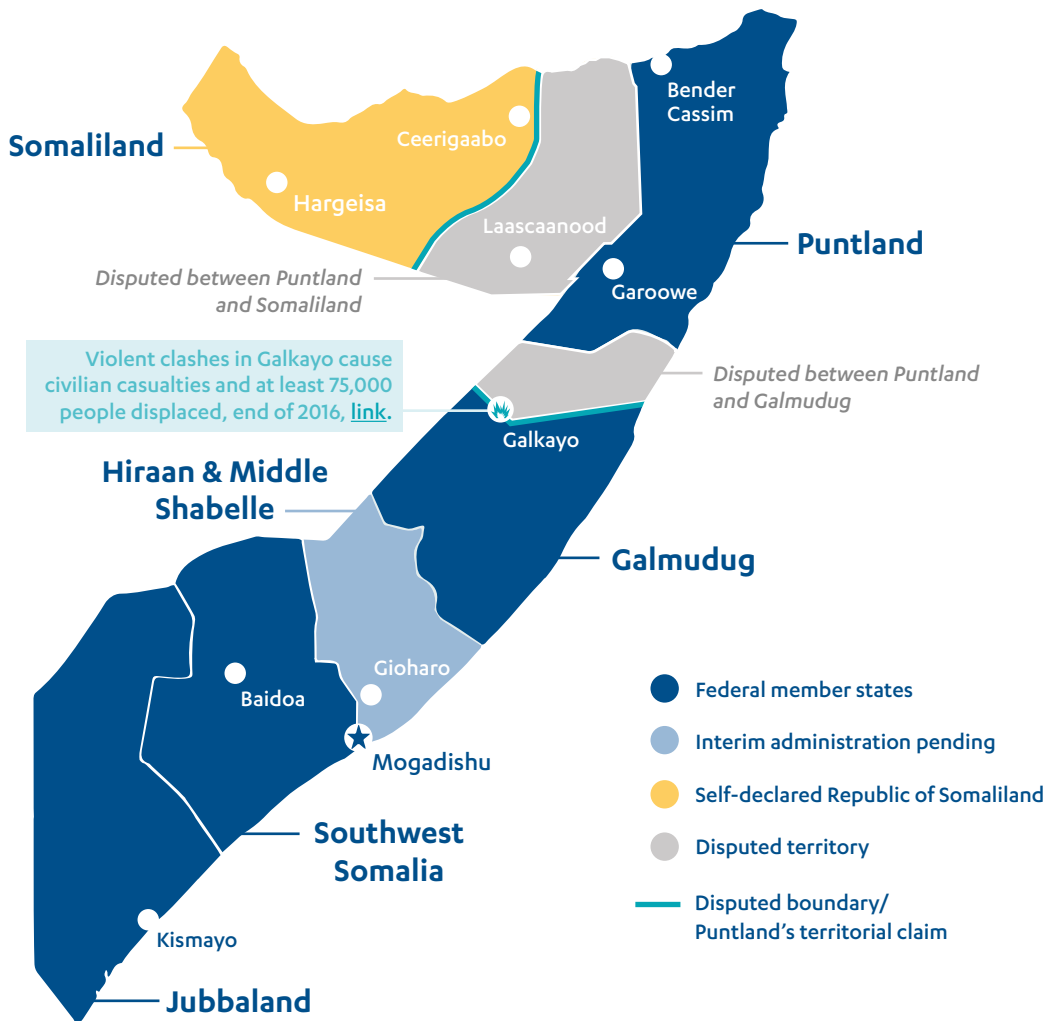 Bender
Cassim
Ceerigaabo
Somaliland
Hargeisa
Laascaanood
Puntland
Disputed between Puntland
and Somaliland
Garoowe
Violent clashes in Galkayo cause
civilian casualties and at least 75,000
people displaced, end of 2016, link.
Disputed between Puntland
and Galmudug
Galkayo
Hiraan & Middle
Shabelle
Galmudug
Gioharo
Baidoa
Mogadishu
Southwest
Somalia
Kismayo
Jubbaland
Federal member states
Interim administration pending
Self-declared Republic of Somaliland
Disputed territory
Disputed boundary/
Puntland's territorial claim